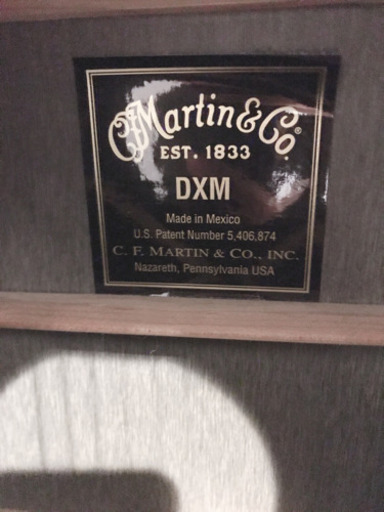 C.F. Martin & Co.®
EST. 1833
DXM
Made in Mexico
U.S. Patent Number 5,406,874
C. F. MARTIN & CO., INC.
Nazareth, Pennsylvania USA